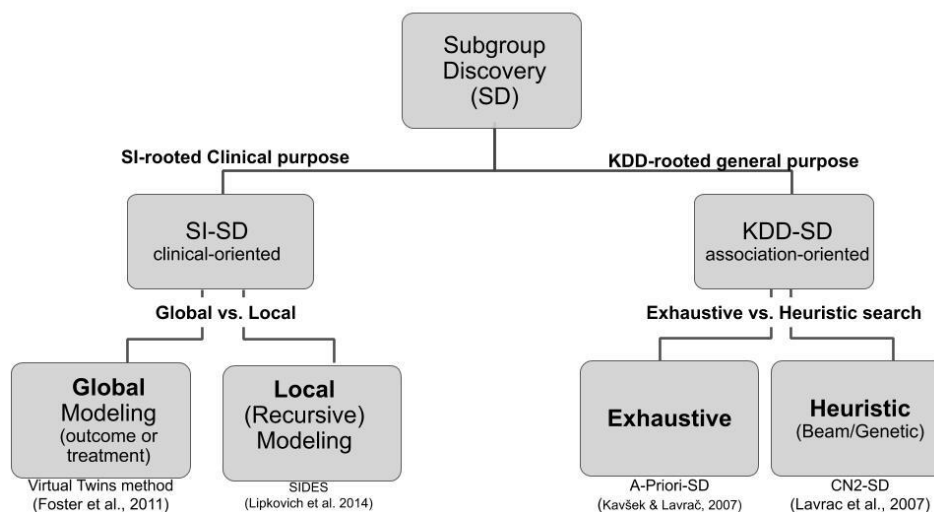 Subgroup
Discovery
(SD)
SI-rooted Clinical purpose
KDD-rooted general purpose
SI-SD
clinical-oriented
KDD-SD
association-oriented
Global vs. Local
Exhaustive vs. Heuristic search
Global
Modeling
(outcome or
treatment)
Local
(Recursive)
Modeling
Exhaustive
Heuristic
(Beam/Genetic)
Virtual Twins method
(Foster et al., 2011)
SIDES
(Lipkovich et al. 2014)
A-Priori-SD
(Kavšek & Lavrač, 2007)
CN2-SD
(Lavrac et al., 2007)